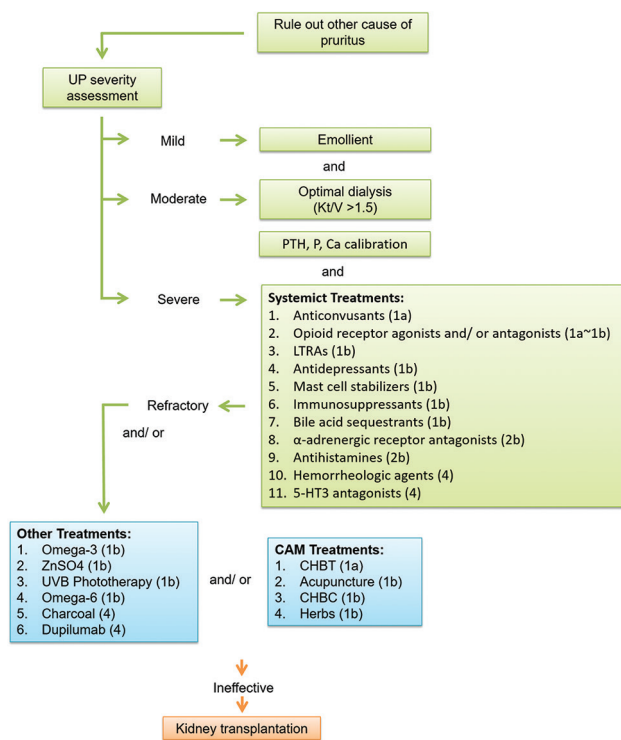 Rule out other cause of
pruritus
UP severity
assessment
Mild
Emollient
and
Moderate
Optimal dialysis
(Kt/V >1.5)
PTH, P, Ca calibration
and
Severe
Systemict Treatments:
1. Anticonvusants (1a)
2. Opioid receptor agonists and/ or antagonists (1a~1b)
3. LTRAs (1b)
4. Antidepressants (1b)
5. Mast cell stabilizers (1b)
6. Immunosuppressants (1b)
7. Bile acid sequestrants (1b)
8. α-adrenergic receptor antagonists (2b)
9. Antihistamines (2b)
10. Hemorrheologic agents (4)
11. 5-HT3 antagonists (4)
Refractory
and/ or
Other Treatments:
1. Omega-3 (1b)
2. ZnSO4 (1b)
3. UVB Phototherapy (1b)
4. Omega-6 (1b)
5. Charcoal (4)
6. Dupilumab (4)
and/ or
CAM Treatments:
1. CHBT (1a)
2. Acupuncture (1b)
3. CHBC (1b)
4. Herbs (1b)
Ineffective
Kidney transplantation